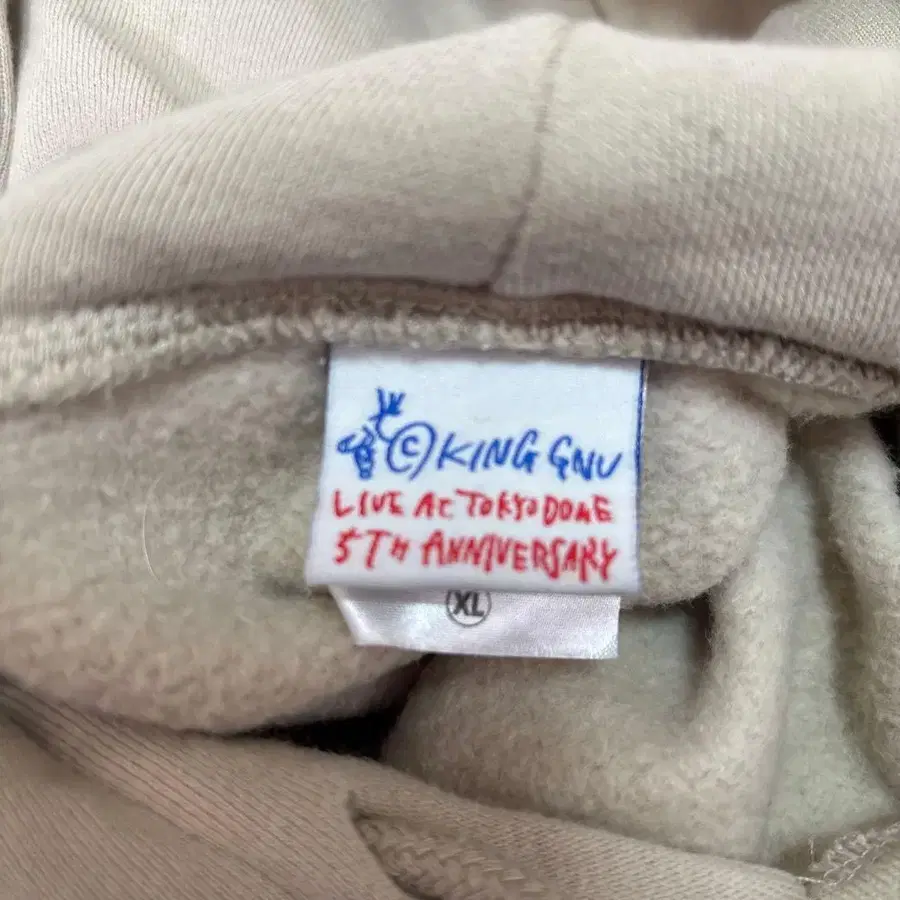 ©KING GNU
LIVE AT TOKYO DOME
5TH ANNIVERSARY
XL